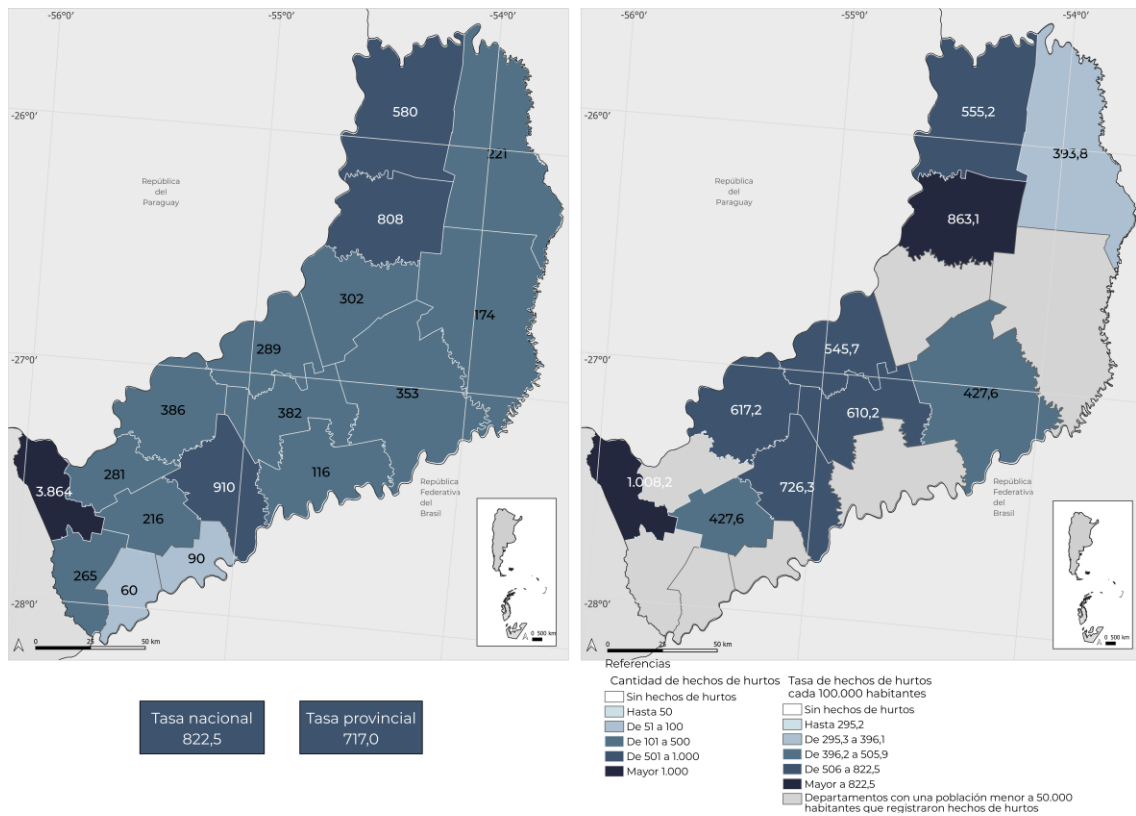 -56°0'
-55°0'
-54°0'
-26°0'
-27°0'
-28°0'
580
221
808
República
del
Paraguay
302
174
289
353
386
382
281
116
3.864
910
216
República
Federativa
del
Brasil
90
265
60
0 25 50 km
0 500 km
-56°0'
-55°0'
-54°0'
-26°0'
-27°0'
-28°0'
555,2
393,8
República
del
Paraguay
863,1
545,7
427,6
617,2
610,2
1.008,2
726,3
427,6
República
Federativa
del
Brasil
0 25 50 km
0 500 km
Tasa nacional
822,5
Tasa provincial
717,0
Referencias
Cantidad de hechos de hurtos
Sin hechos de hurtos
Hasta 50
De 51 a 100
De 101 a 500
De 501 a 1.000
Mayor 1.000
Tasa de hechos de hurtos
cada 100.000 habitantes
Sin hechos de hurtos
Hasta 295,2
De 295,3 a 396,1
De 396,2 a 505,9
De 506 a 822,5
Mayor a 822,5
Departamentos con una población menor a 50.000
habitantes que registraron hechos de hurtos